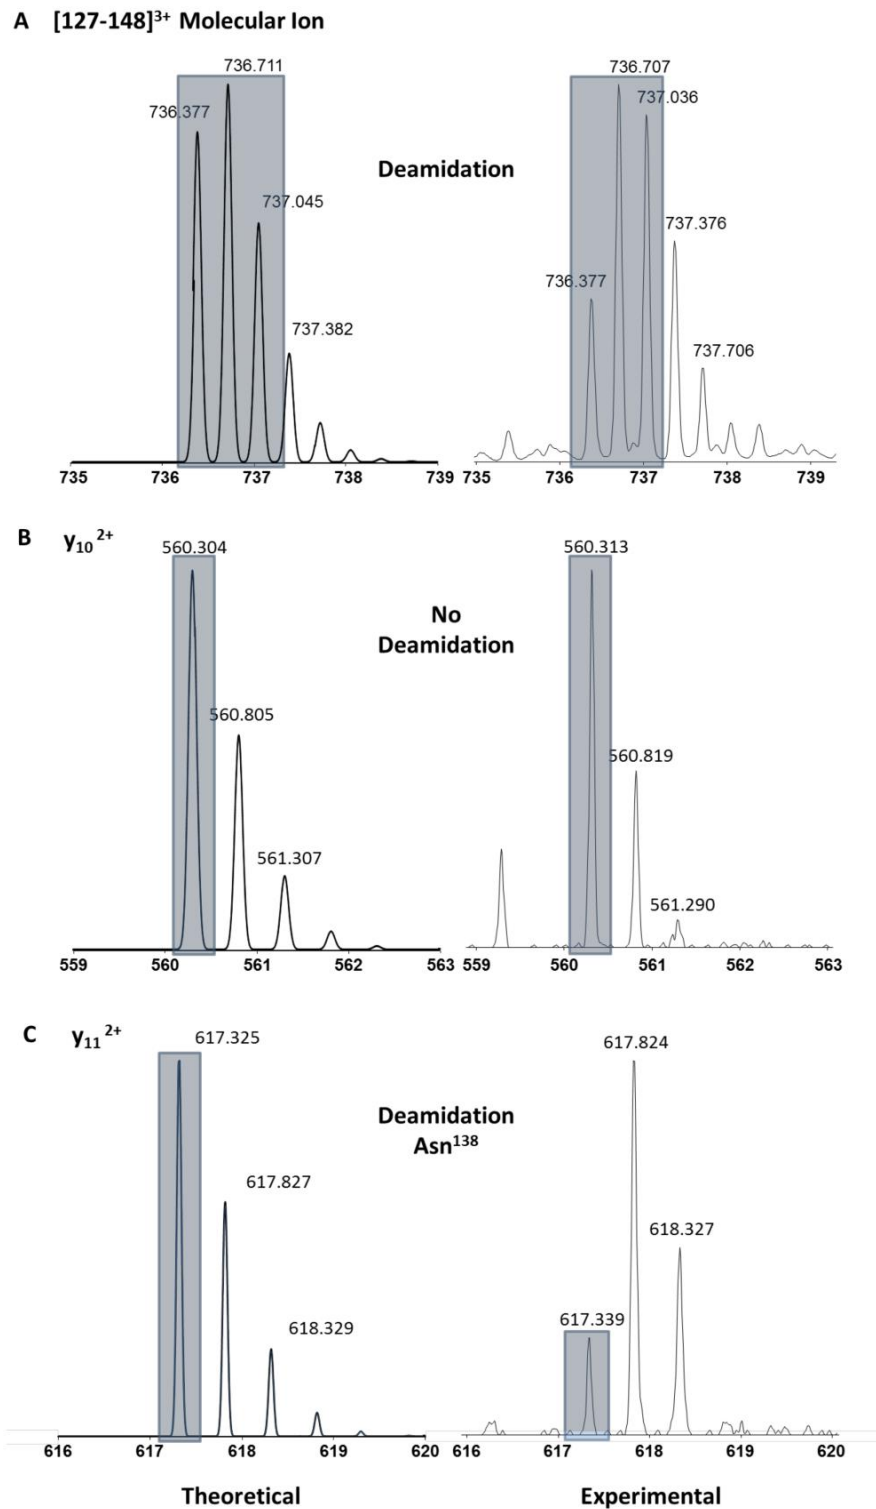 A [127-148]³⁺ Molecular Ion
736.711
736.377
737.045
737.382
735 736 737 738 739
Deamidation
736.707
737.036
737.376
736.377
737.706
735 736 737 738 739
B y₁₀ ²⁺
560.304
560.805
561.307
559 560 561 562 563
No
Deamidation
560.313
560.819
561.290
559 560 561 562 563
C y₁₁ ²⁺
617.325
617.827
618.329
616 617 618 619 620
Deamidation
Asn¹³⁸
617.824
618.327
617.339
616 617 618 619 620
Theoretical
Experimental